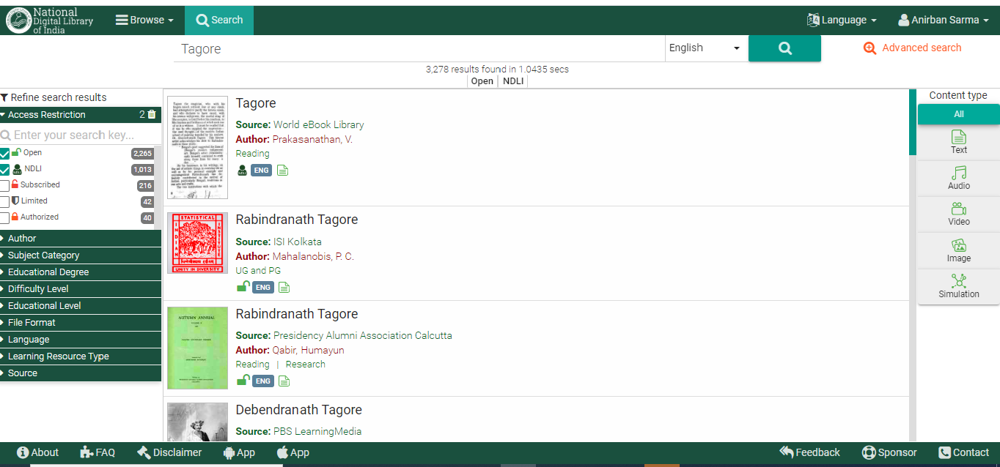 National
Digital Library
of India
Browse
Search
Language
Anirban Sarma
Tagore
English
Advanced search
3,278 results found in 1.0435 secs
Open
NDLI
Refine search results
Access Restriction 2
Enter your search key...
Open 2,265
NDLI 1,013
Subscribed 216
Limited 42
Authorized 40
Author
Subject Category
Educational Degree
Difficulty Level
Educational Level
File Format
Language
Learning Resource Type
Source
Tagore
Source: World eBook Library
Author: Prakasanathan, V.
Reading
ENG
STATISTICAL
INDIAN
INSTITUTE
UNITY IN DIVERSITY
Rabindranath Tagore
Source: ISI Kolkata
Author: Mahallanobis, P. C.
UG and PG
ENG
AUTUMN ANNUAL
Rabindranath Tagore
Source: Presidency Alumni Association Calcutta
Author: Qabir, Humayun
Reading | Research
ENG
Debendranath Tagore
Source: PBS LearningMedia
Content type
All
Text
Audio
Video
Image
Simulation
About
FAQ
Disclaimer
App
App
Feedback
Sponsor
Contact